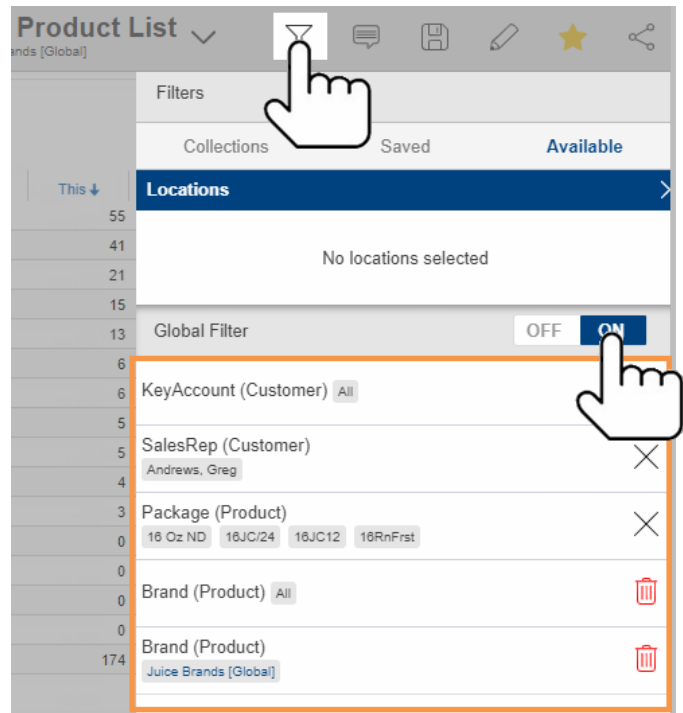 Product List
ands [Global]
Filters
Collections Saved Available
This
Locations
55
41
No locations selected
21
15
13
Global Filter OFF ON
6
6
KeyAccount (Customer) All
5
5
SalesRep (Customer)
Andrews, Greg
4
3
Package (Product)
0
16 Oz ND 16JC/24 16JC12 16RnFrst
0
0
Brand (Product) All
0
Brand (Product)
174
Juice Brands [Global]